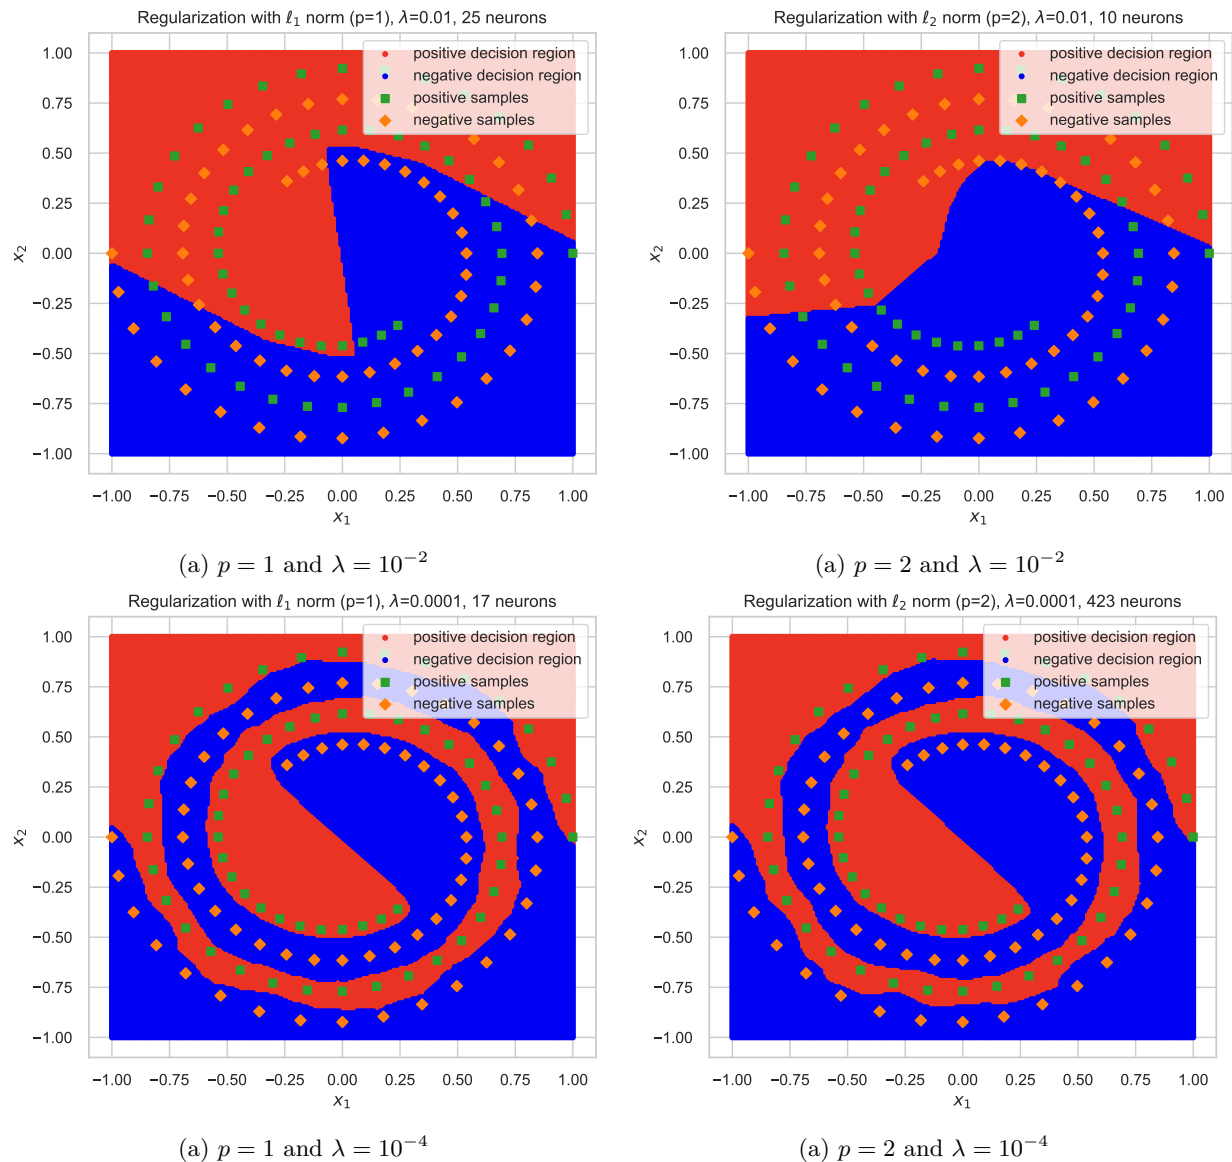 Regularization with ℓ₁ norm (p=1), λ=0.01, 25 neurons
1.00
0.75
0.50
0.25
0.00
−0.25
−0.50
−0.75
−1.00
x₂
positive decision region
negative decision region
positive samples
negative samples
−1.00 −0.75 −0.50 −0.25 0.00 0.25 0.50 0.75 1.00
x₁
(a) p = 1 and λ = 10⁻²
Regularization with ℓ₂ norm (p=2), λ=0.01, 10 neurons
1.00
0.75
0.50
0.25
0.00
−0.25
−0.50
−0.75
−1.00
x₂
positive decision region
negative decision region
positive samples
negative samples
−1.00 −0.75 −0.50 −0.25 0.00 0.25 0.50 0.75 1.00
x₁
(a) p = 2 and λ = 10⁻²
Regularization with ℓ₁ norm (p=1), λ=0.0001, 17 neurons
1.00
0.75
0.50
0.25
0.00
−0.25
−0.50
−0.75
−1.00
x₂
positive decision region
negative decision region
positive samples
negative samples
−1.00 −0.75 −0.50 −0.25 0.00 0.25 0.50 0.75 1.00
x₁
(a) p = 1 and λ = 10⁻⁴
Regularization with ℓ₂ norm (p=2), λ=0.0001, 423 neurons
1.00
0.75
0.50
0.25
0.00
−0.25
−0.50
−0.75
−1.00
x₂
positive decision region
negative decision region
positive samples
negative samples
−1.00 −0.75 −0.50 −0.25 0.00 0.25 0.50 0.75 1.00
x₁
(a) p = 2 and λ = 10⁻⁴